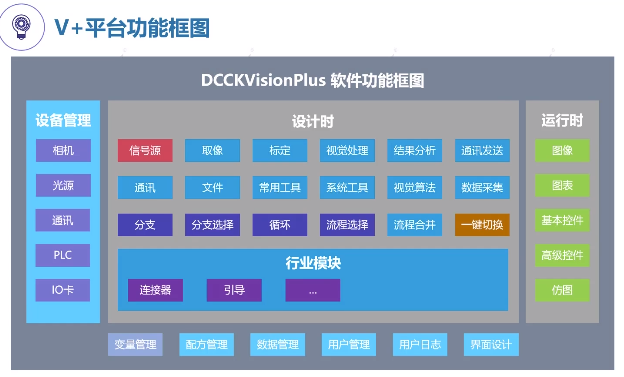 V+平台功能框图
DCCKVisionPlus 软件功能框图
设备管理
相机
光源
通讯
PLC
IO卡
设计时
信号源 取像 标定 视觉处理 结果分析 通讯发送
通讯 文件 常用工具 系统工具 视觉算法 数据采集
分支 分支选择 循环 流程选择 流程合并 一键切换
行业模块
连接器 引导 ...
运行时
图像
图表
基本控件
高级控件
仿图
变量管理 配方管理 数据管理 用户管理 用户日志 界面设计